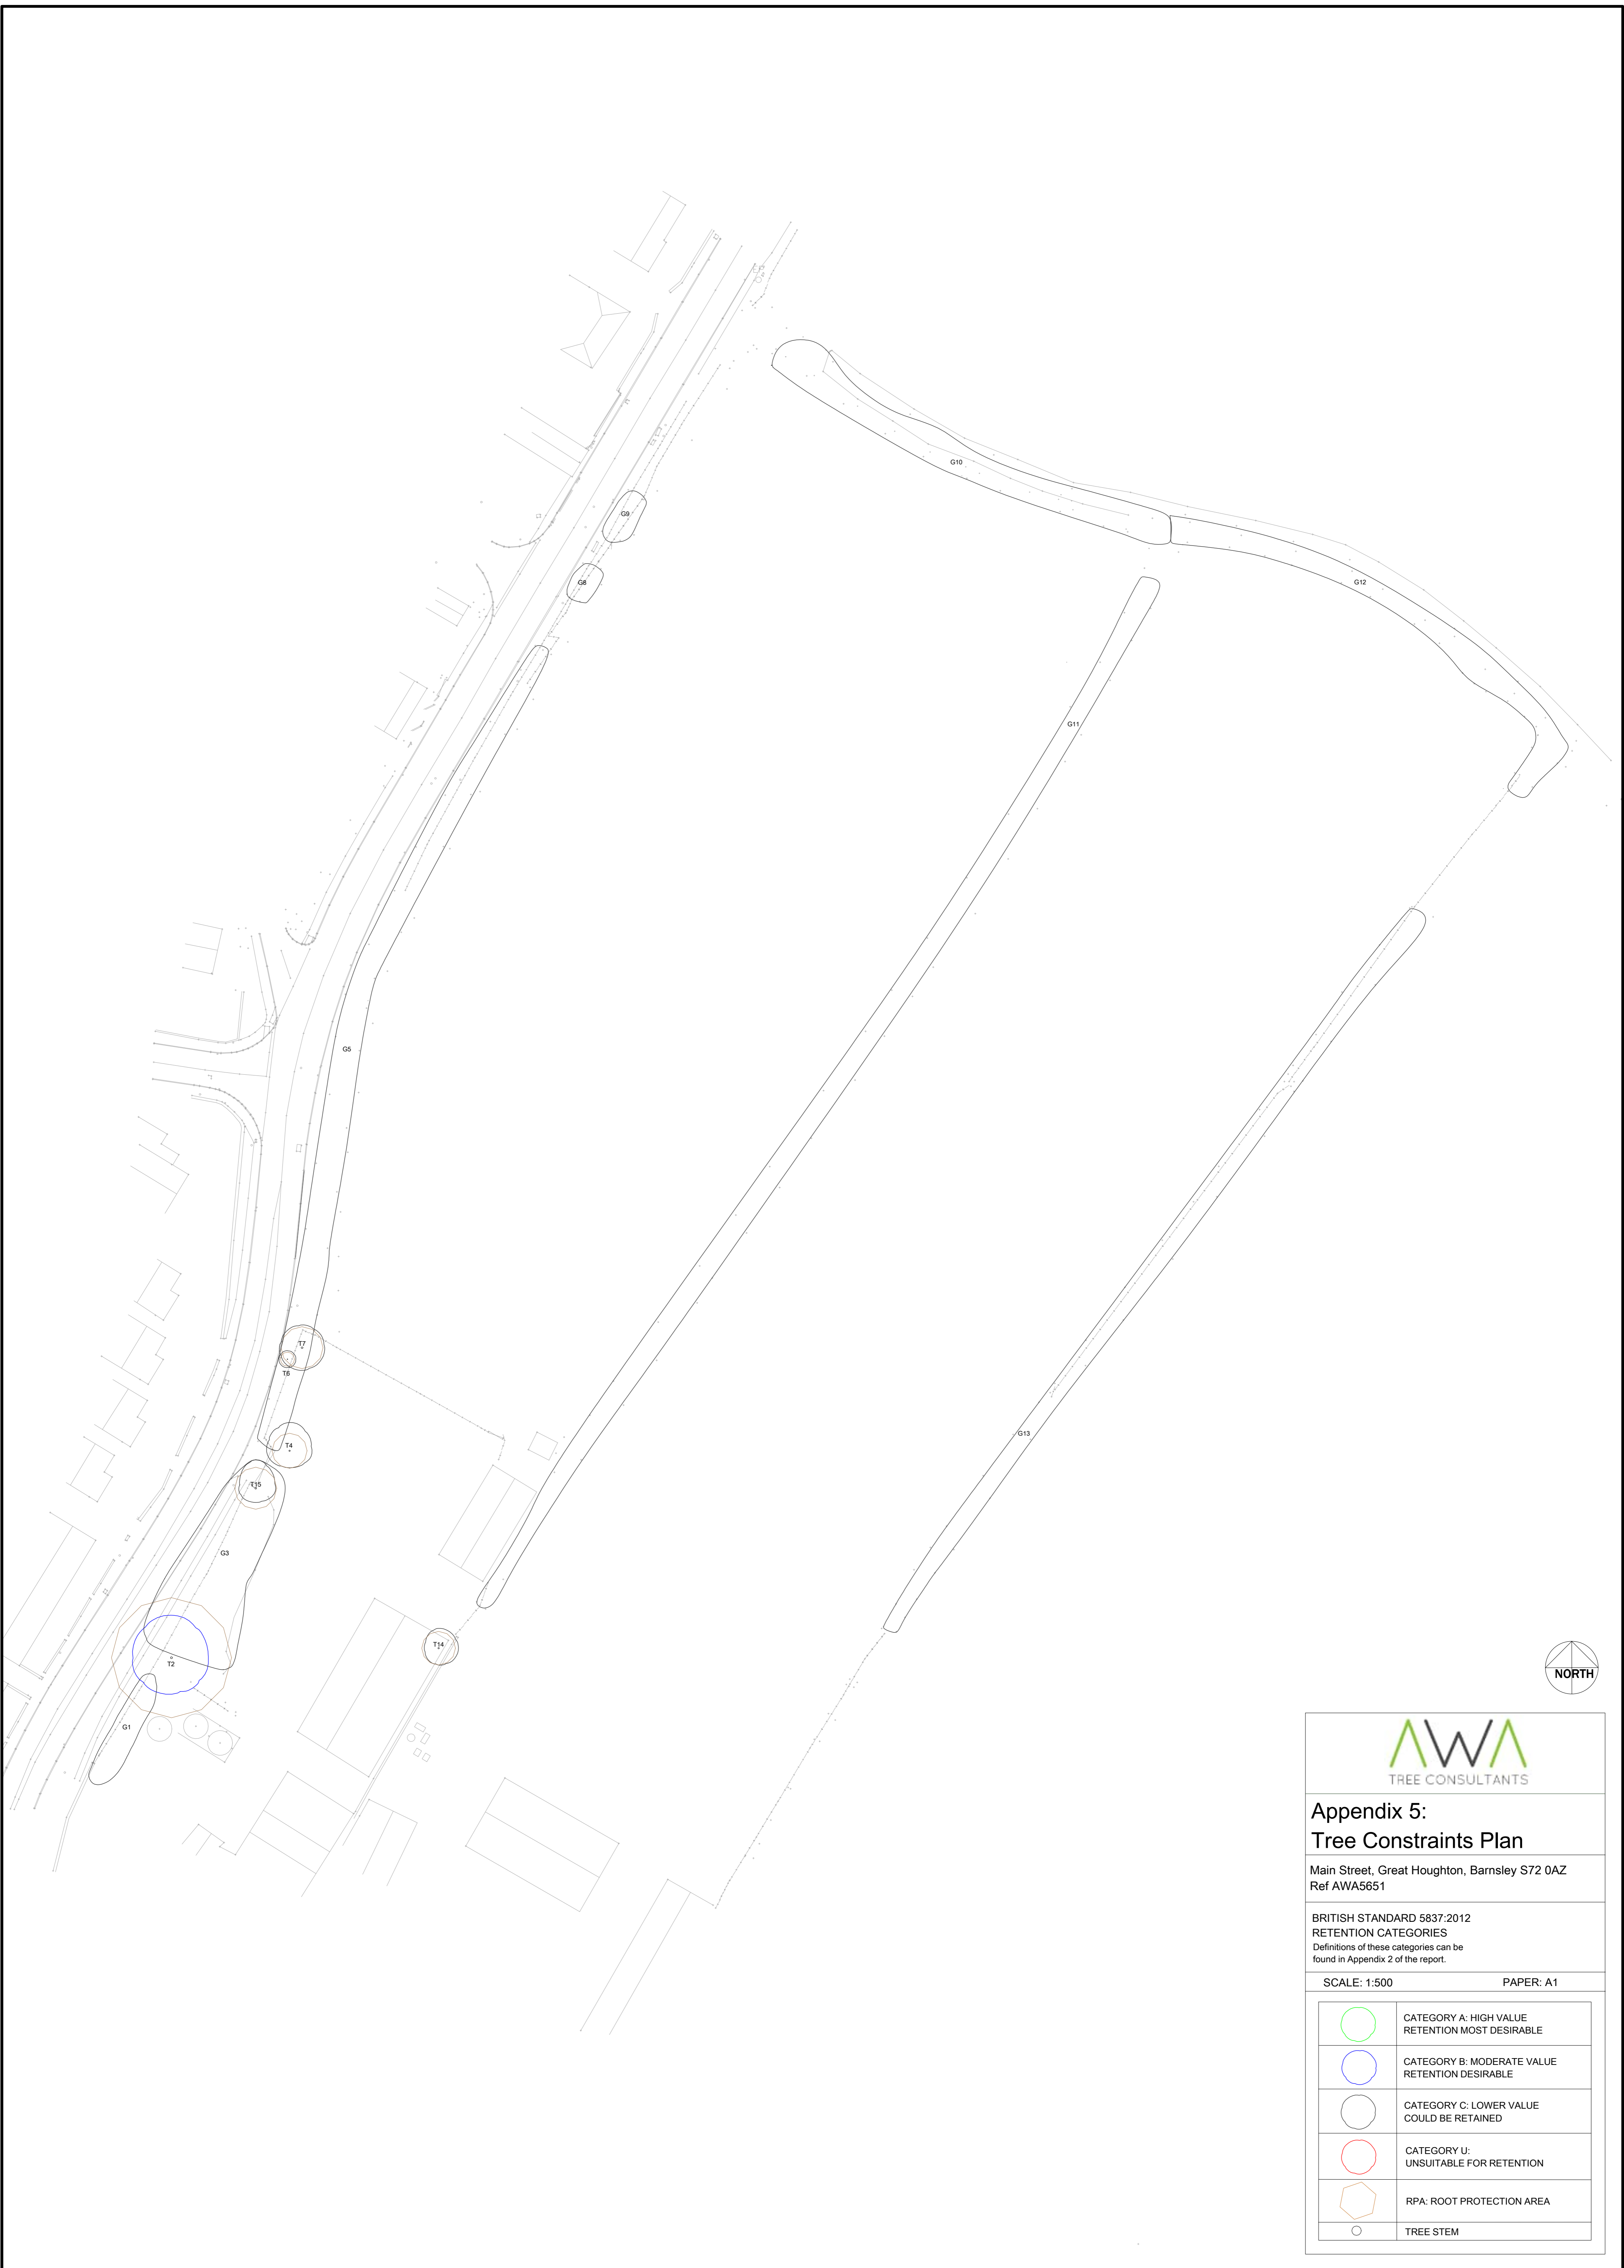 G10
G9
G8
G12
G11
G5
T7
T6
T4
T15
G13
G3
T14
T2
G1
NORTH
AWA
TREE CONSULTANTS
Appendix 5:
Tree Constraints Plan
Main Street, Great Houghton, Barnsley S72 0AZ
Ref AWA5651
BRITISH STANDARD 5837:2012
RETENTION CATEGORIES
Definitions of these categories can be
found in Appendix 2 of the report.
SCALE: 1:500 PAPER: A1
CATEGORY A: HIGH VALUE
RETENTION MOST DESIRABLE
CATEGORY B: MODERATE VALUE
RETENTION DESIRABLE
CATEGORY C: LOWER VALUE
COULD BE RETAINED
CATEGORY U:
UNSUITABLE FOR RETENTION
RPA: ROOT PROTECTION AREA
TREE STEM